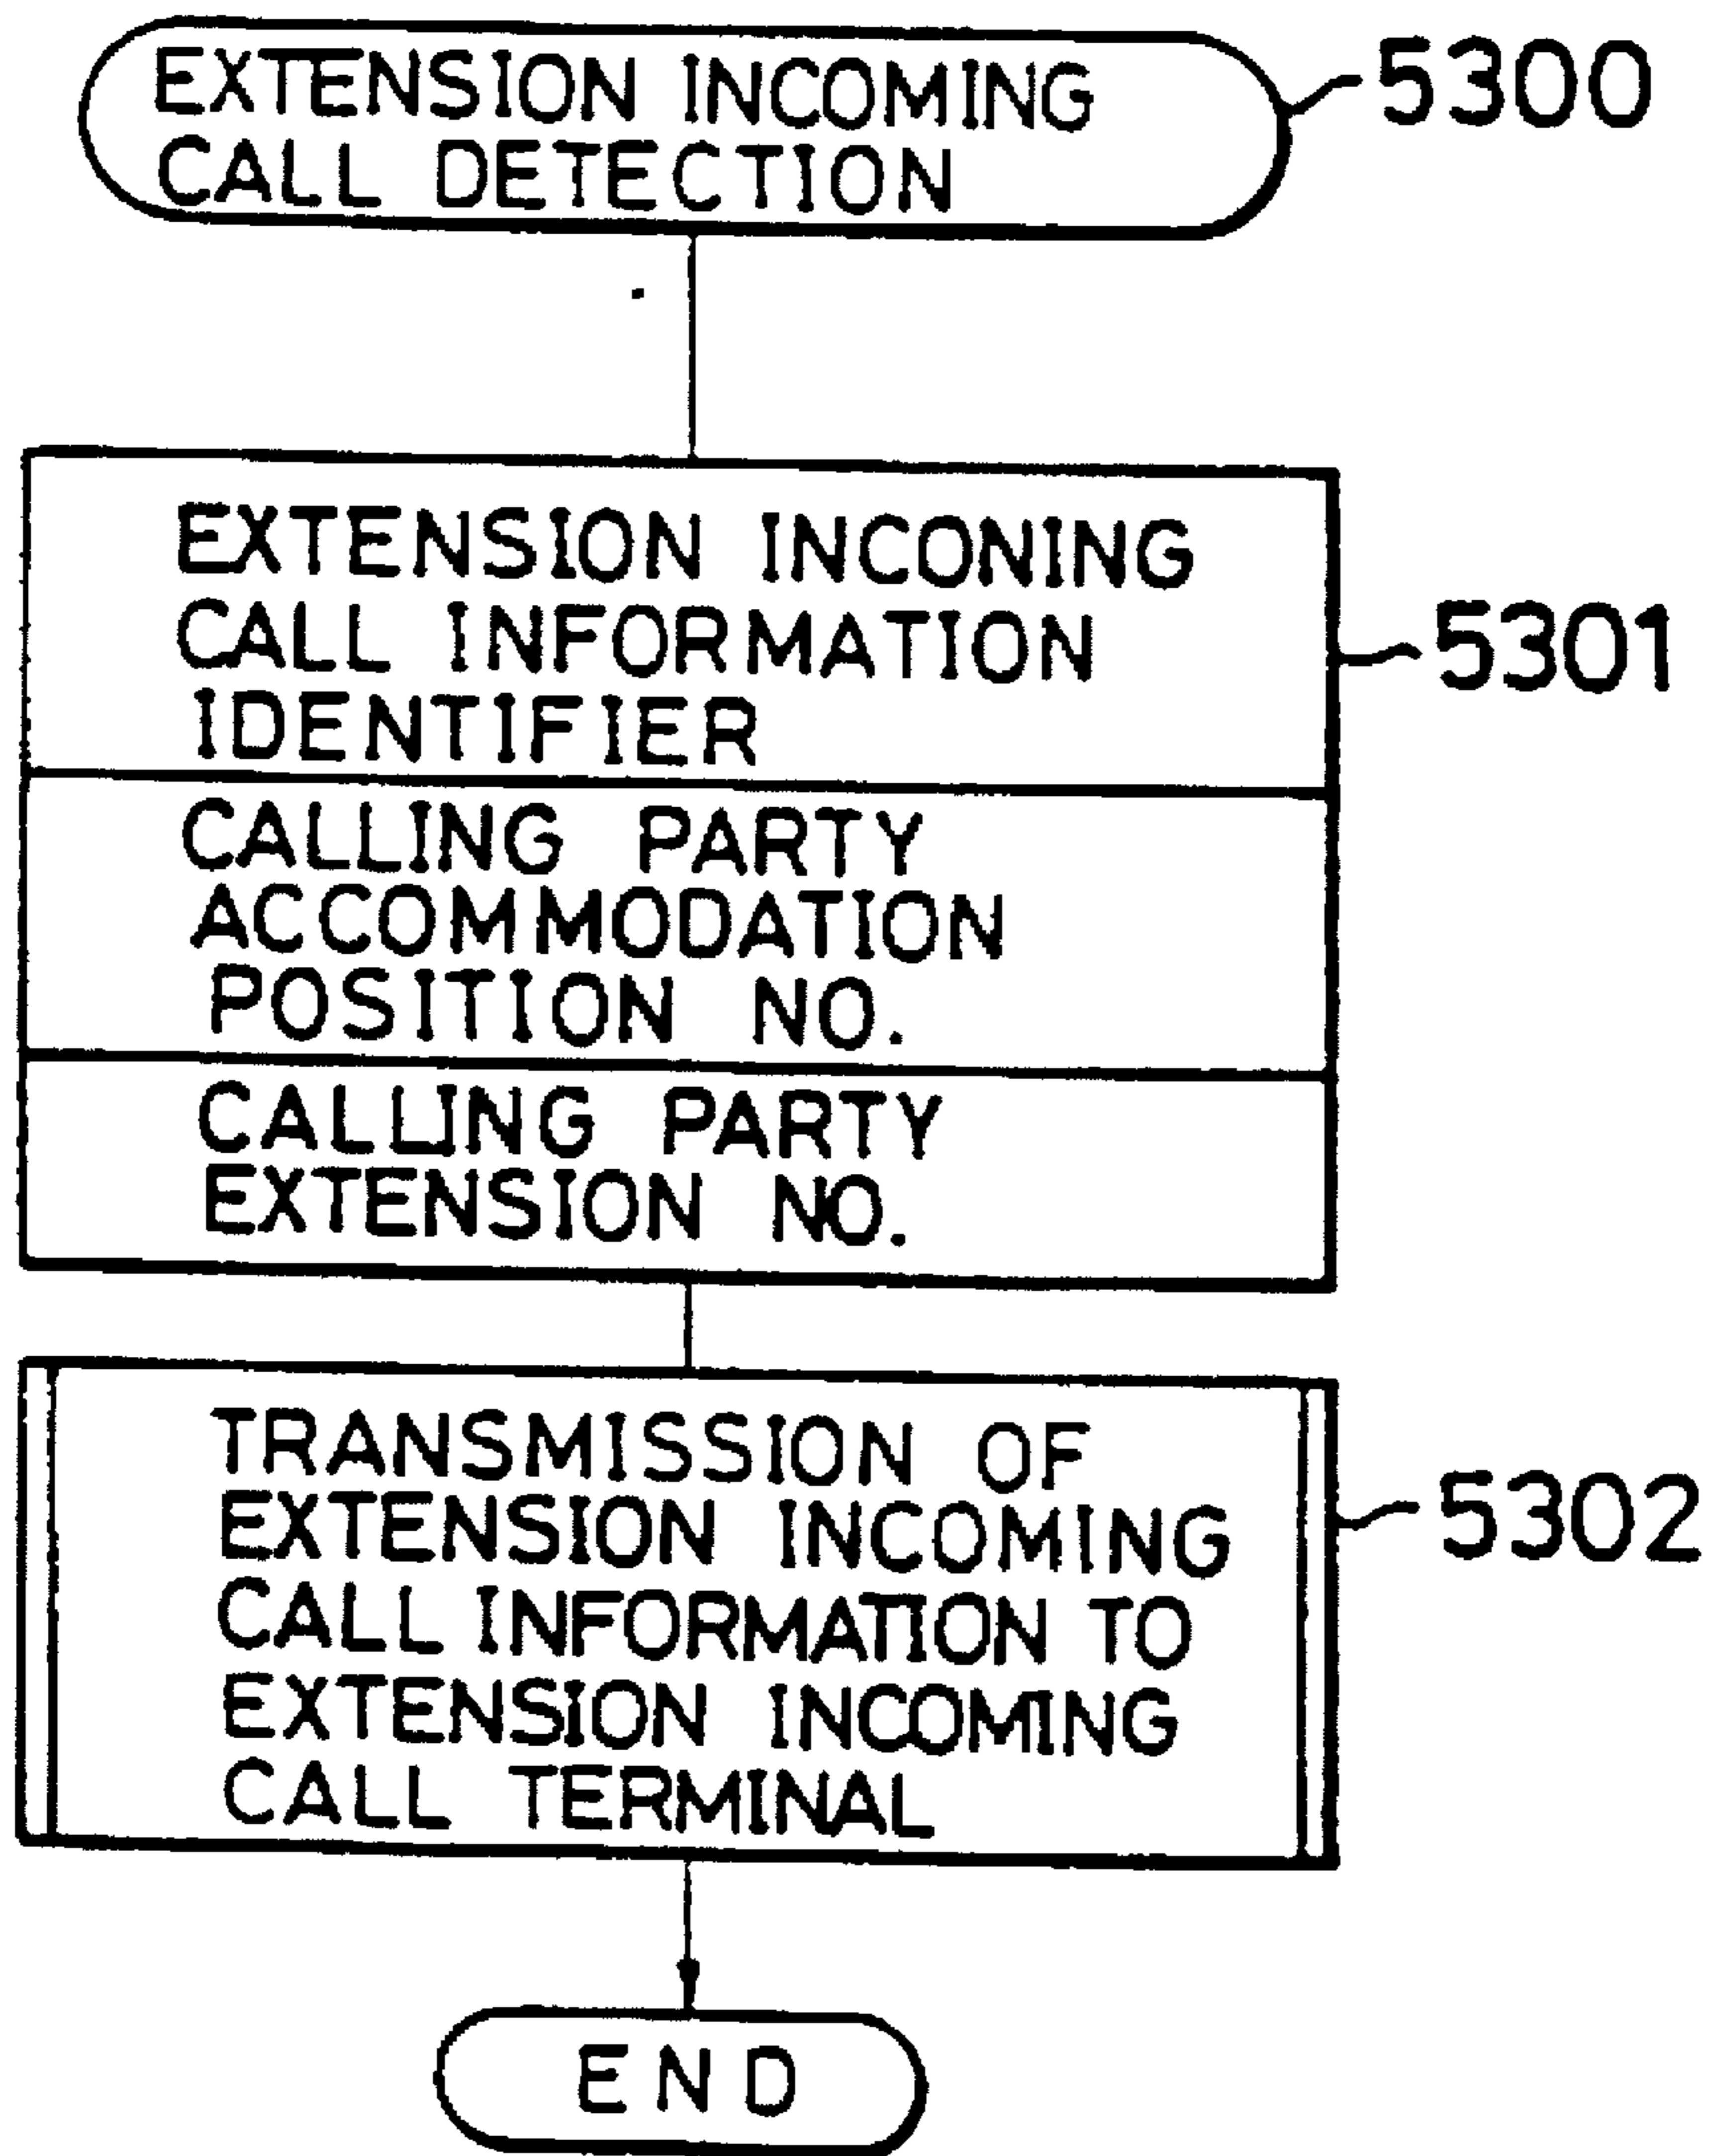 EXTENSION INCOMING
CALL DETECTION
5300
EXTENSION INCONING
CALL INFORMATION
IDENTIFIER
5301
CALLING PARTY
ACCOMMODATION
POSITION NO.
CALLING PARTY
EXTENSION NO.
TRANSMISSION OF
EXTENSION INCOMING
CALL INFORMATION TO
EXTENSION INCOMING
CALL TERMINAL
5302
END